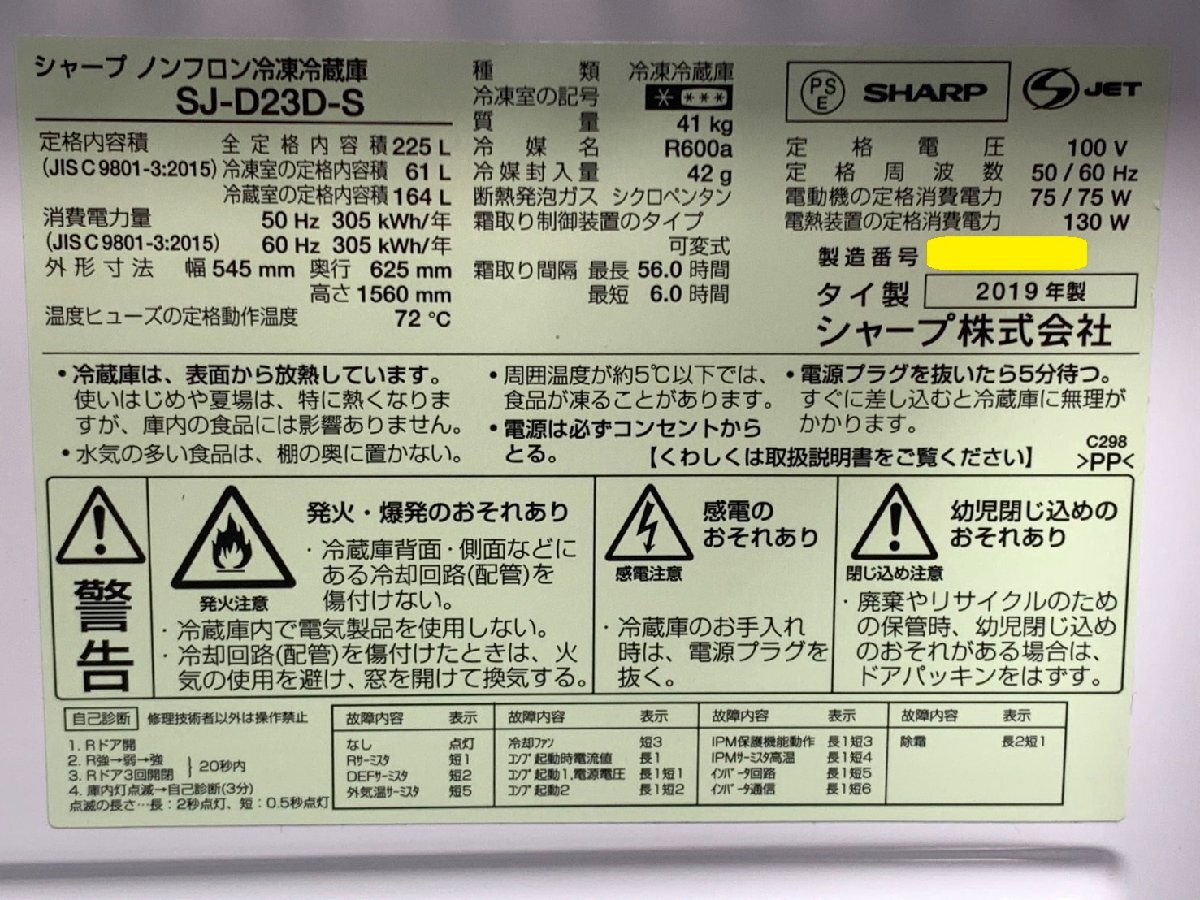 シャープ ノンフロン冷凍冷蔵庫
SJ-D23D-S
定格内容積 全定格内容積 225 L
(JIS C 9801-3:2015) 冷凍室の定格内容積 61 L
冷蔵室の定格内容積 164 L
消費電力量 50 Hz 305 kWh/年
(JIS C 9801-3:2015) 60 Hz 305 kWh/年
外形寸法 幅 545 mm 奥行 625 mm
高さ 1560 mm
温度ヒューズの定格動作温度 72 ℃
種類 冷凍冷蔵庫
冷凍室の記号 * ***
質量 41 kg
冷媒名 R600a
冷媒封入量 42 g
断熱発泡ガス シクロペンタン
霜取り制御装置のタイプ
可変式
霜取り間隔 最長 56.0 時間
最短 6.0 時間
PS
E
SHARP
S JET
定格電圧 100 V
定格周波数 50 / 60 Hz
電動機の定格消費電力 75 / 75 W
電熱装置の定格消費電力 130 W
製造番号
タイ製 2019 年製
シャープ株式会社
・冷蔵庫は、表面から放熱しています。
使いはじめや夏場は、特に熱くなりま
すが、庫内の食品には影響ありません。
・水気の多い食品は、棚の奥に置かない。
・周囲温度が約5℃以下では、
食品が凍ることがあります。
・電源は必ずコンセントから
とる。
・電源プラグを抜いたら5分待つ。
すぐに差し込むと冷蔵庫に無理が
かかります。
【くわしくは取扱説明書をご覧ください】
C298
>PP<
警告
発火注意
発火・爆発のおそれあり
・冷蔵庫背面・側面などに
ある冷却回路(配管)を
傷付けない。
・冷蔵庫内で電気製品を使用しない。
・冷却回路(配管)を傷付けたときは、火
気の使用を避け、窓を開けて換気する。
感電注意
感電の
おそれあり
・冷蔵庫のお手入れ
時は、電源プラグを
抜く。
閉じ込め注意
幼児閉じ込めの
おそれあり
・廃棄やリサイクルのため
の保管時、幼児閉じ込め
のおそれがある場合は、
ドアパッキンをはずす。
自己診断 修理技術者以外は操作禁止
1. Rドア開
2. R強→弱→強
3. Rドア3回開閉
20秒内
4. 庫内灯点滅→自己診断(3分)
点滅の長さ…長:2秒点灯、短:0.5秒点灯
故障内容 表示
なし 点灯
Rサーミスタ 短1
DEFサーミスタ 短2
外気温サーミスタ 短5
故障内容 表示
冷却ファン 短3
コンプ起動時電流値 長1
コンプ起動1,電源電圧 長1短1
コンプ起動2 長1短2
故障内容 表示
IPM保護機能動作 長1短3
IPMサーミスタ高温 長1短4
インバータ回路 長1短5
インバータ通信 長1短6
故障内容 表示
除霜 長2短1